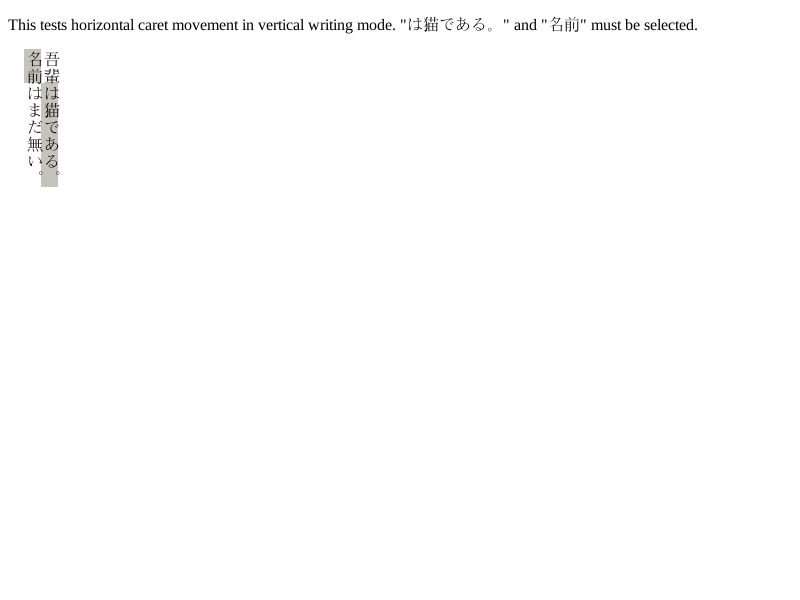 This tests horizontal caret movement in vertical writing mode. "は猫である。" and "名前" must be selected.
吾輩は猫である。
名前はまだ無い。